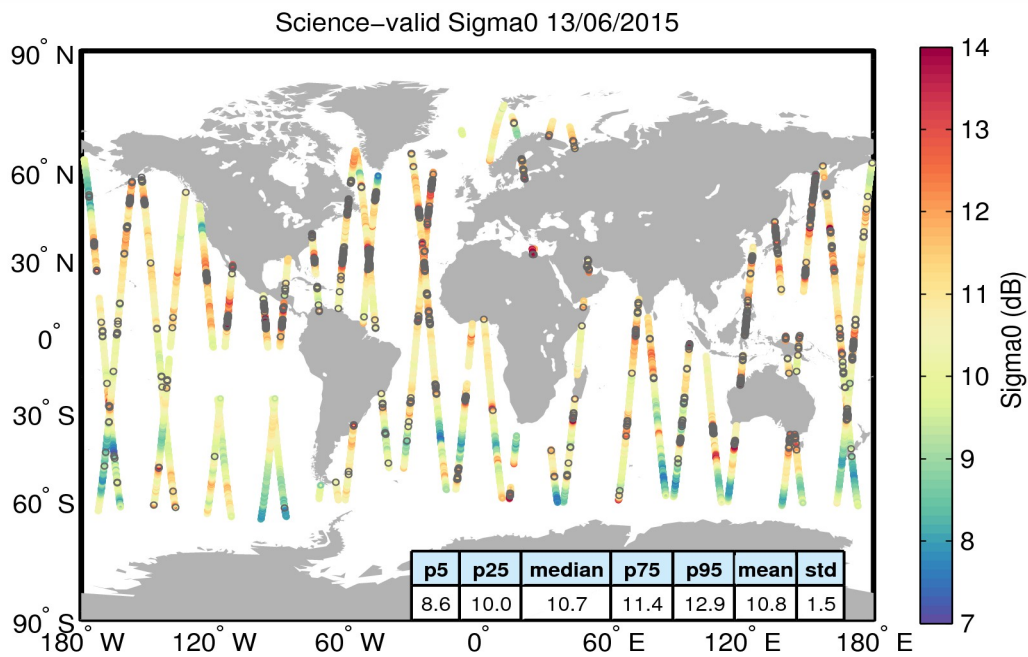 Science−valid Sigma0 13/06/2015
90° N
60° N
30° N
0°
30° S
60° S
90° S
180° W 120° W 60° W 0° 60° E 120° E 180° E
p5 p25 median p75 p95 mean std
8.6 10.0 10.7 11.4 12.9 10.8 1.5
14
13
12
11
10
9
8
7
Sigma0 (dB)